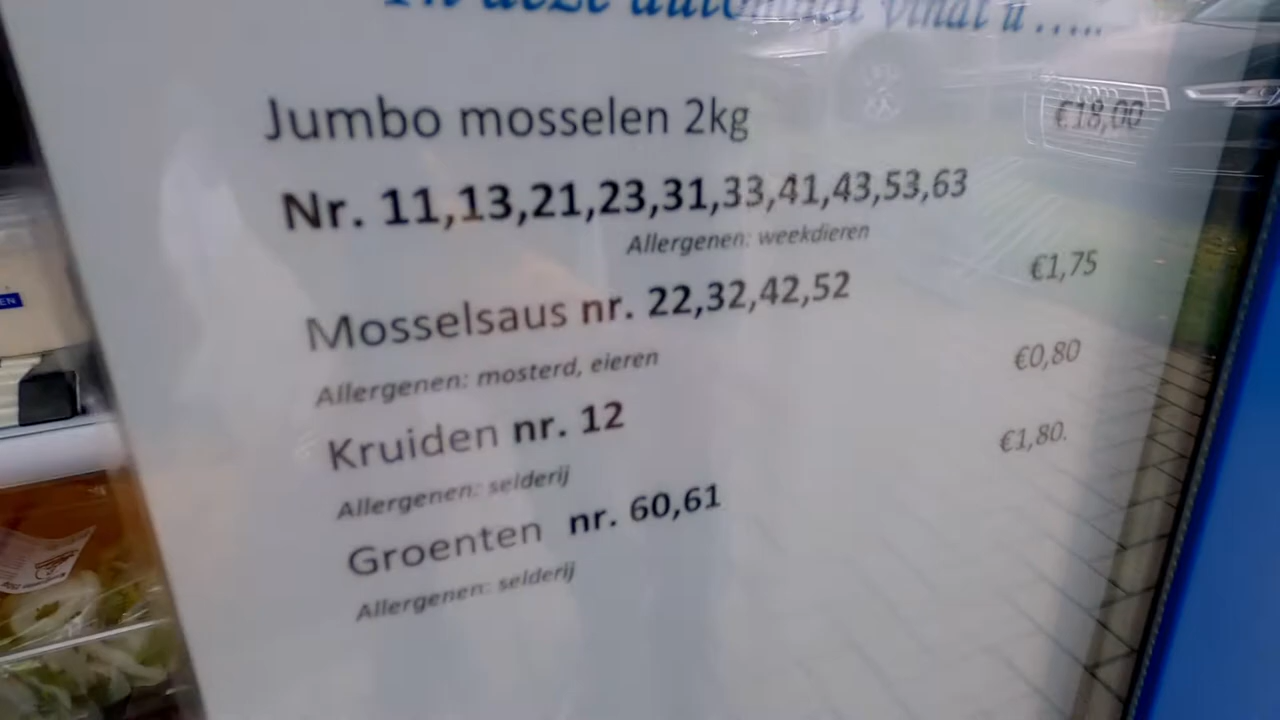 In deze automaat vindt u.....
Jumbo mosselen 2kg €18,00
Nr. 11,13,21,23,31,33,41,43,53,63
Allergenen: weekdieren
Mosselsaus nr. 22,32,42,52 €1,75
Allergenen: mosterd, eieren
Kruiden nr. 12 €0,80
Allergenen: selderij
Groenten nr. 60,61 €1,80.
Allergenen: selderij